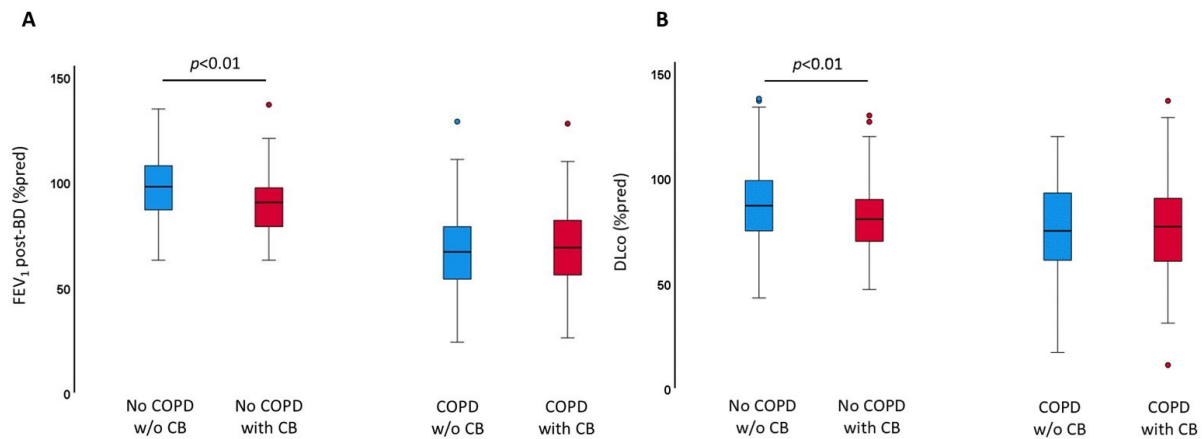 A
p<0.01
FEV1 post-BD (%pred)
150
100
50
0
No COPD
w/o CB
No COPD
with CB
COPD
w/o CB
COPD
with CB
B
p<0.01
DLco (%pred)
150
100
50
0
No COPD
w/o CB
No COPD
with CB
COPD
w/o CB
COPD
with CB